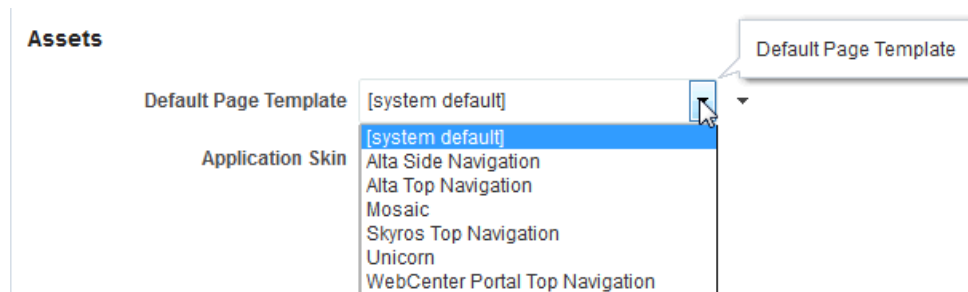 Assets
Default Page Template
Default Page Template [system default]
[system default]
Application Skin
Alta Side Navigation
Alta Top Navigation
Mosaic
Skyros Top Navigation
Unicorn
WebCenter Portal Top Navigation